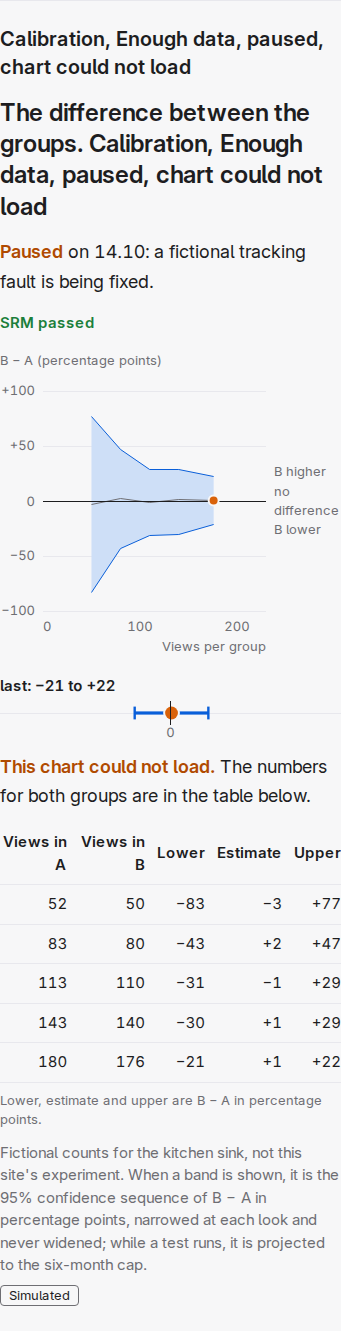 Calibration, Enough data, paused,
chart could not load
The difference between the
groups. Calibration, Enough
data, paused, chart could not
load
Paused on 14.10: a fictional tracking
fault is being fixed.
SRM passed
B − A (percentage points)
+100
+50
0
−50
−100
B higher
no
difference
B lower
0 100 200
Views per group
last: −21 to +22
0
This chart could not load. The numbers
for both groups are in the table below.
Views in A Views in B Lower Estimate Upper
52 50 −83 −3 +77
83 80 −43 +2 +47
113 110 −31 −1 +29
143 140 −30 +1 +29
180 176 −21 +1 +22
Lower, estimate and upper are B − A in percentage
points.
Fictional counts for the kitchen sink, not this
site's experiment. When a band is shown, it is the
95% confidence sequence of B − A in
percentage points, narrowed at each look and
never widened; while a test runs, it is projected
to the six-month cap.
Simulated